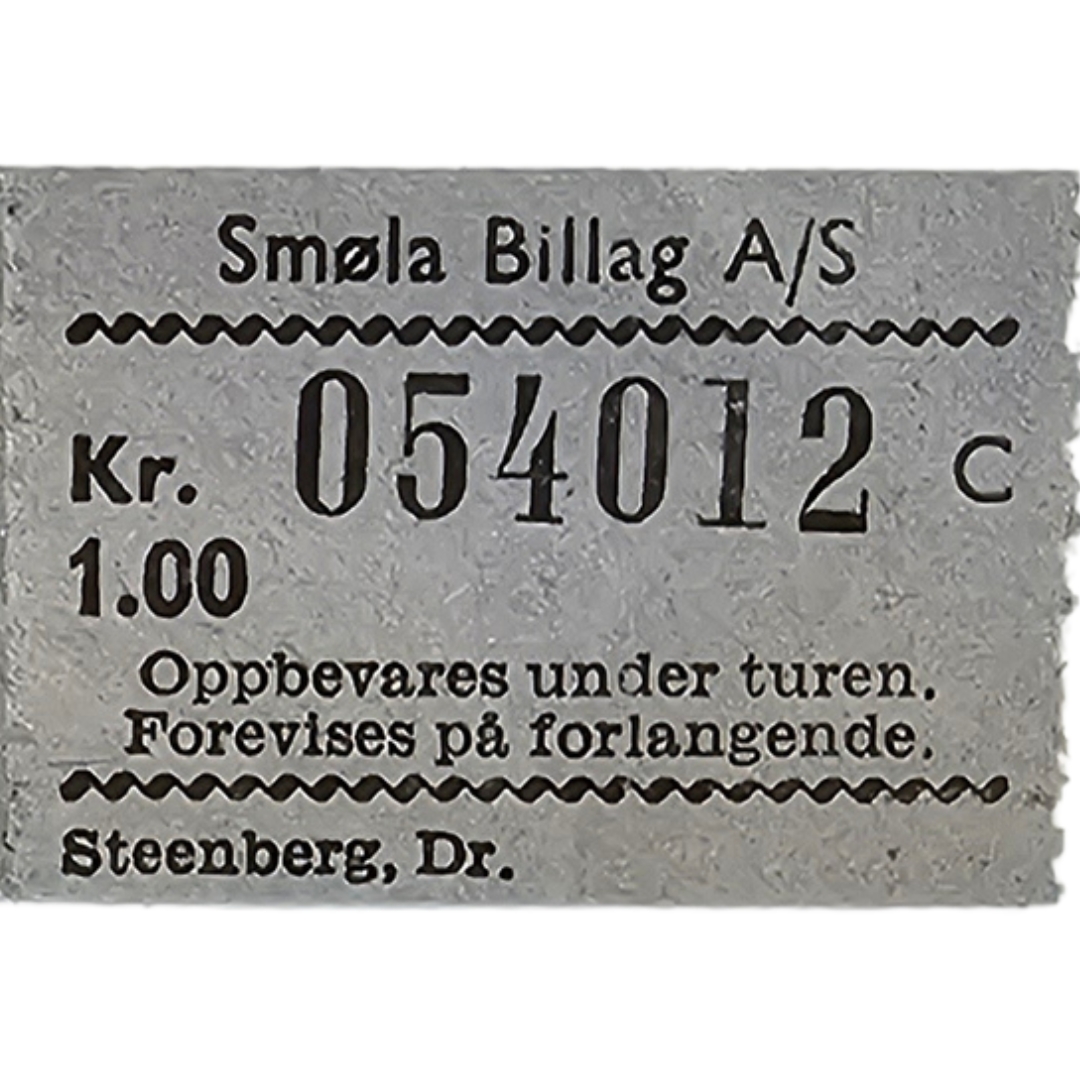 Smøla Billag A/S
Kr. 054012 C
1.00
Oppbevares under turen.
Forevises på forlangende.
Steenberg, Dr.